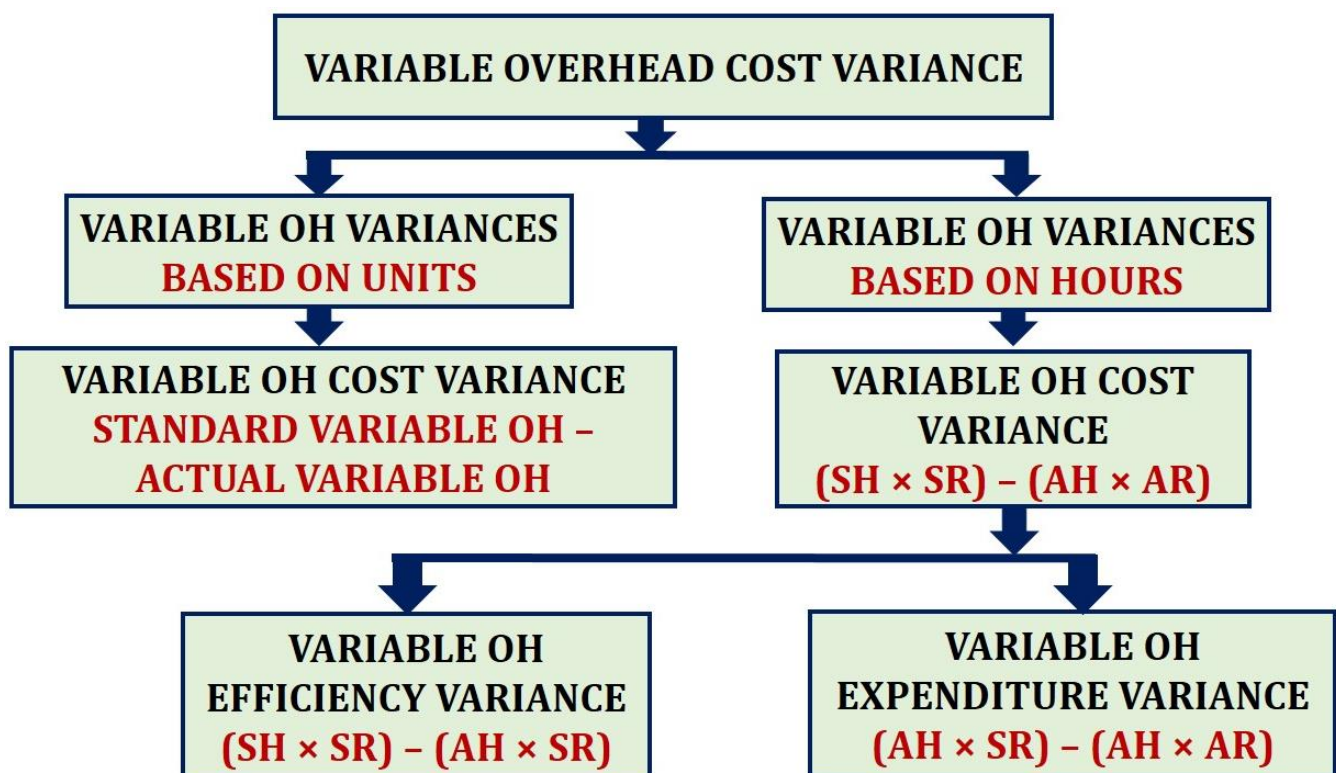 VARIABLE OVERHEAD COST VARIANCE
VARIABLE OH VARIANCES
BASED ON UNITS
VARIABLE OH VARIANCES
BASED ON HOURS
VARIABLE OH COST VARIANCE
STANDARD VARIABLE OH –
ACTUAL VARIABLE OH
VARIABLE OH COST
VARIANCE
(SH × SR) – (AH × AR)
VARIABLE OH
EFFICIENCY VARIANCE
(SH × SR) – (AH × SR)
VARIABLE OH
EXPENDITURE VARIANCE
(AH × SR) – (AH × AR)